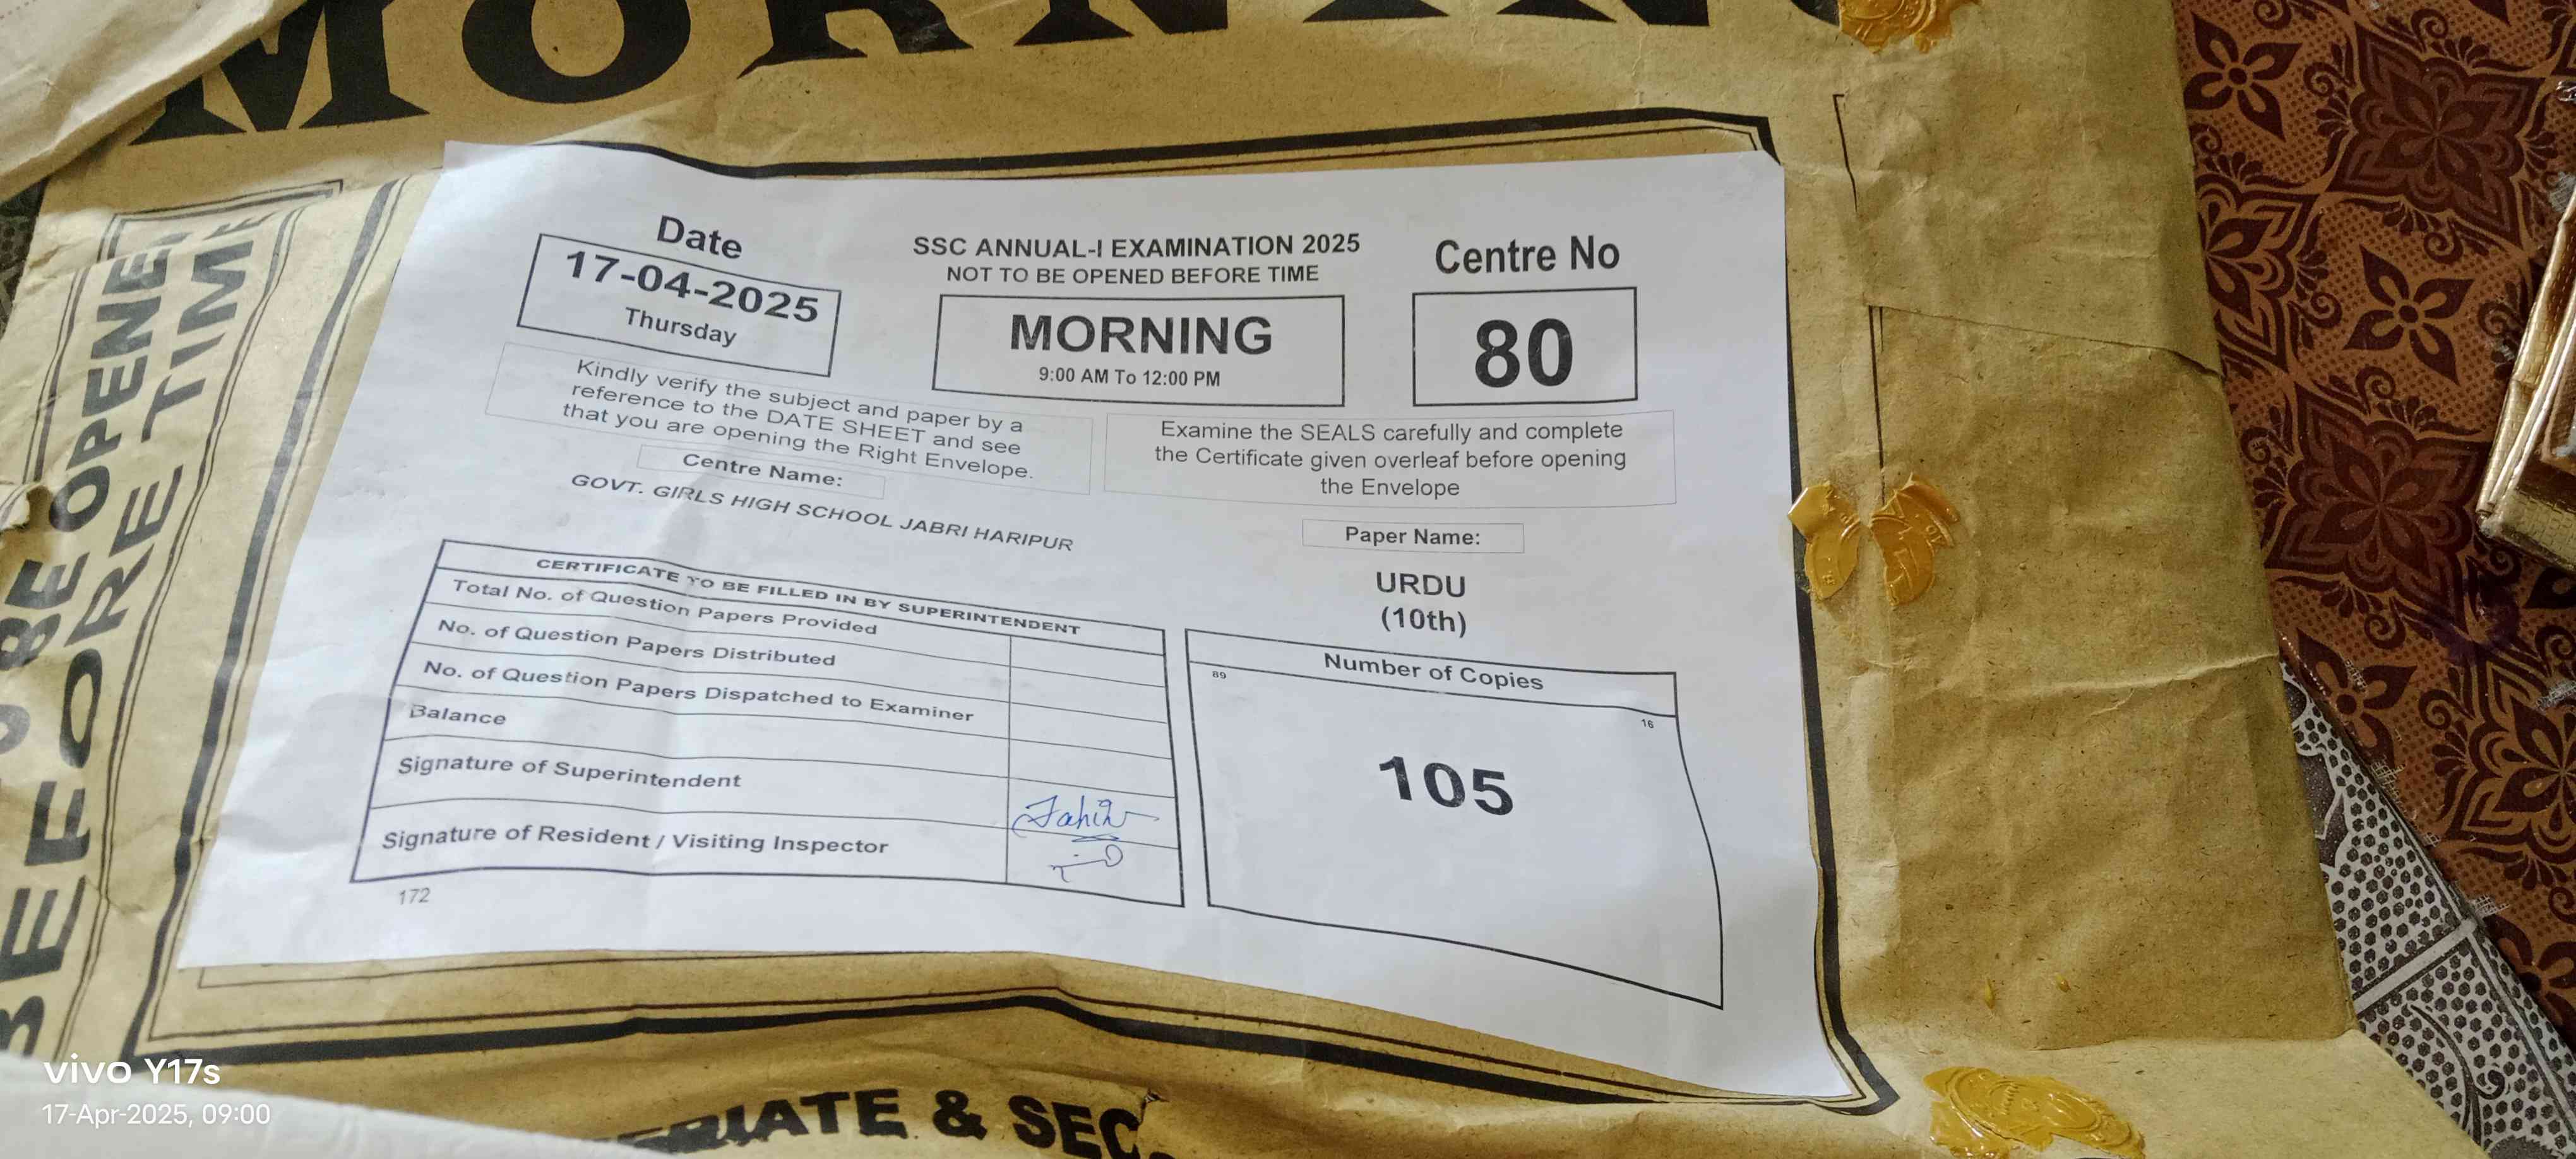 MORNIN
BE OPENE
BEFORE TIME
Date
17-04-2025
Thursday
SSC ANNUAL-I EXAMINATION 2025
NOT TO BE OPENED BEFORE TIME
MORNING
9:00 AM To 12:00 PM
Centre No
80
Kindly verify the subject and paper by a
reference to the DATE SHEET and see
that you are opening the Right Envelope.
Examine the SEALS carefully and complete
the Certificate given overleaf before opening
the Envelope
Centre Name:
GOVT. GIRLS HIGH SCHOOL JABRI HARIPUR
Paper Name:
URDU
(10th)
CERTIFICATE TO BE FILLED IN BY SUPERINTENDENT
Total No. of Question Papers Provided
No. of Question Papers Distributed
No. of Question Papers Dispatched to Examiner
Balance
Signature of Superintendent
Signature of Resident / Visiting Inspector
172
Number of Copies
89
16
105
RIATE & SEC.
vivo Y17s
17-Apr-2025, 09:00